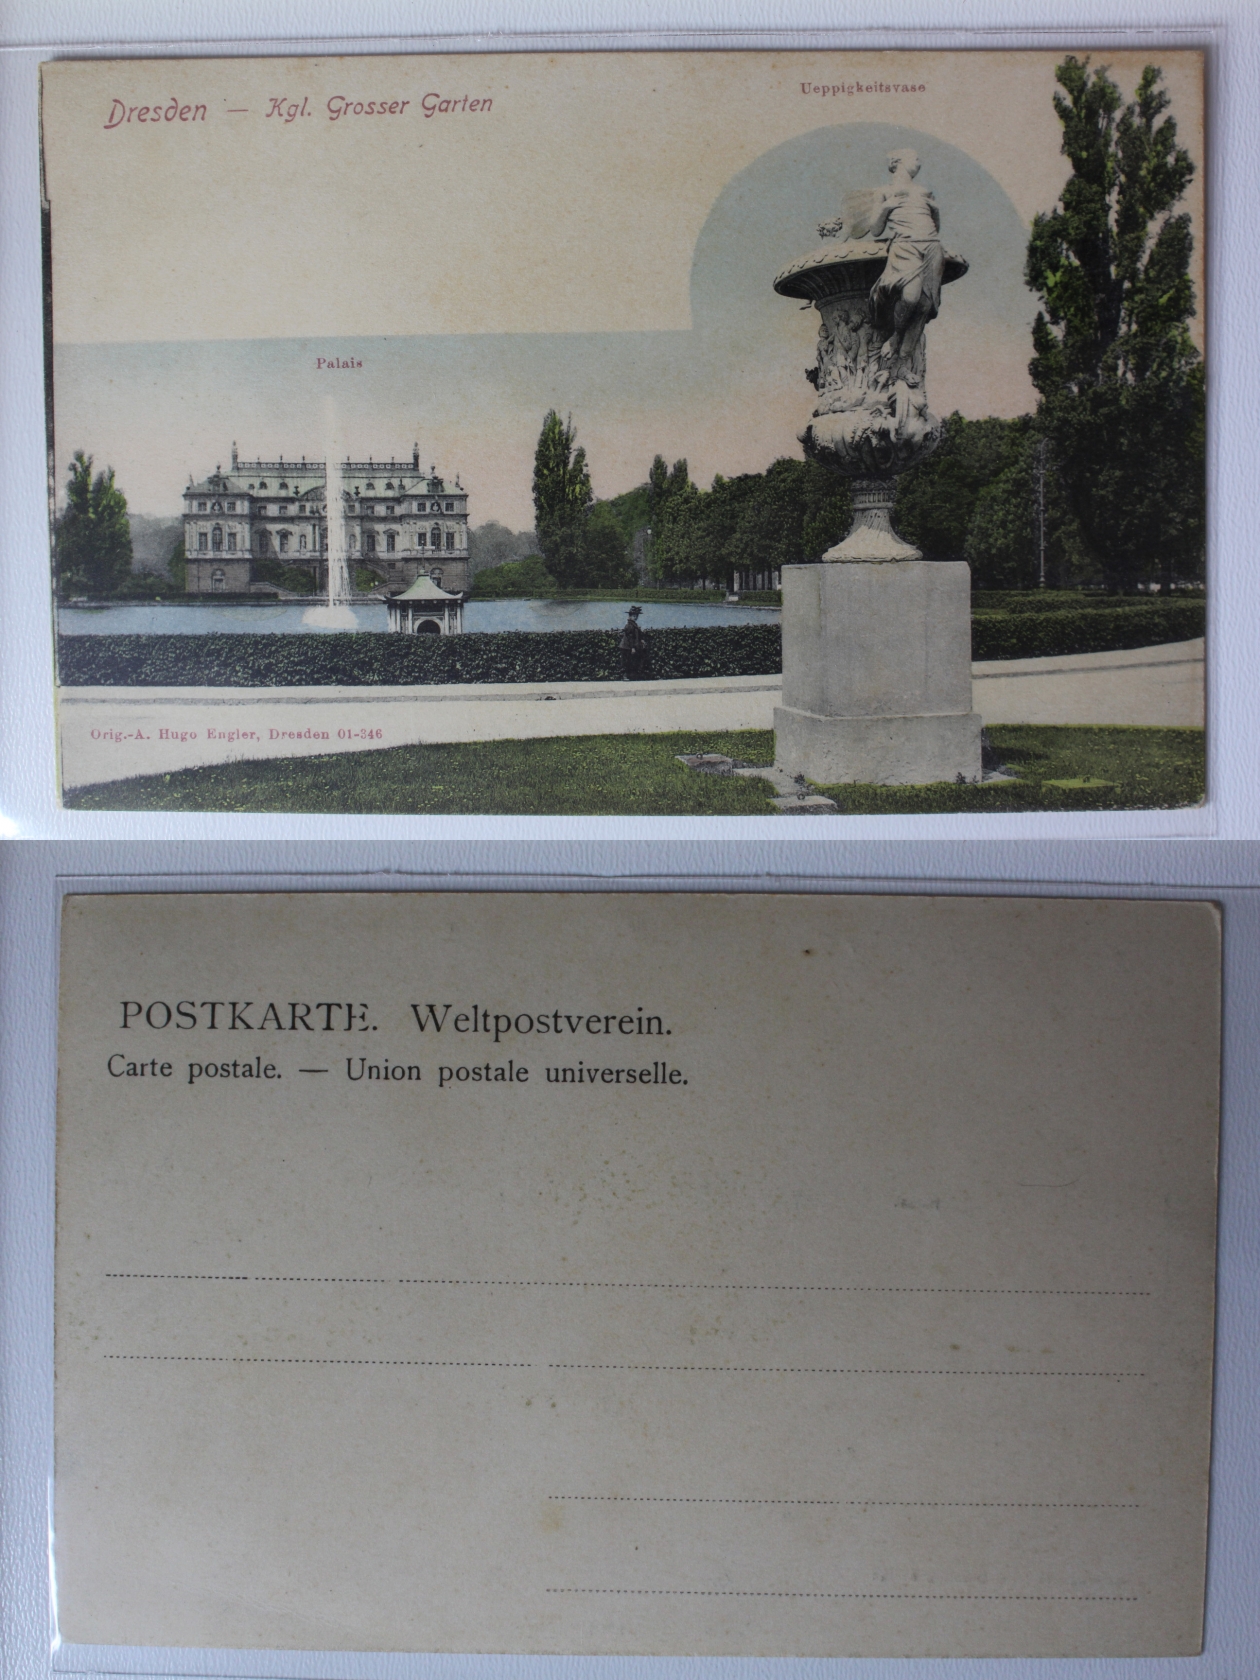 Dresden — Kgl. Grosser Garten
Ueppigkeitsvase
Palais
Orig.-A. Hugo Engler, Dresden 01-346
POSTKARTE. Weltpostverein.
Carte postale. — Union postale universelle.